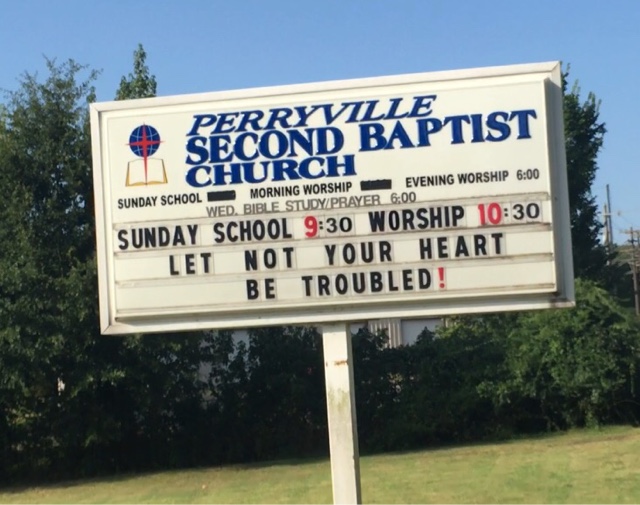 PERRYVILLE
SECOND BAPTIST
CHURCH
SUNDAY SCHOOL MORNING WORSHIP EVENING WORSHIP 6:00
WED. BIBLE STUDY/PRAYER 6:00
SUNDAY SCHOOL 9:30 WORSHIP 10:30
LET NOT YOUR HEART
BE TROUBLED!